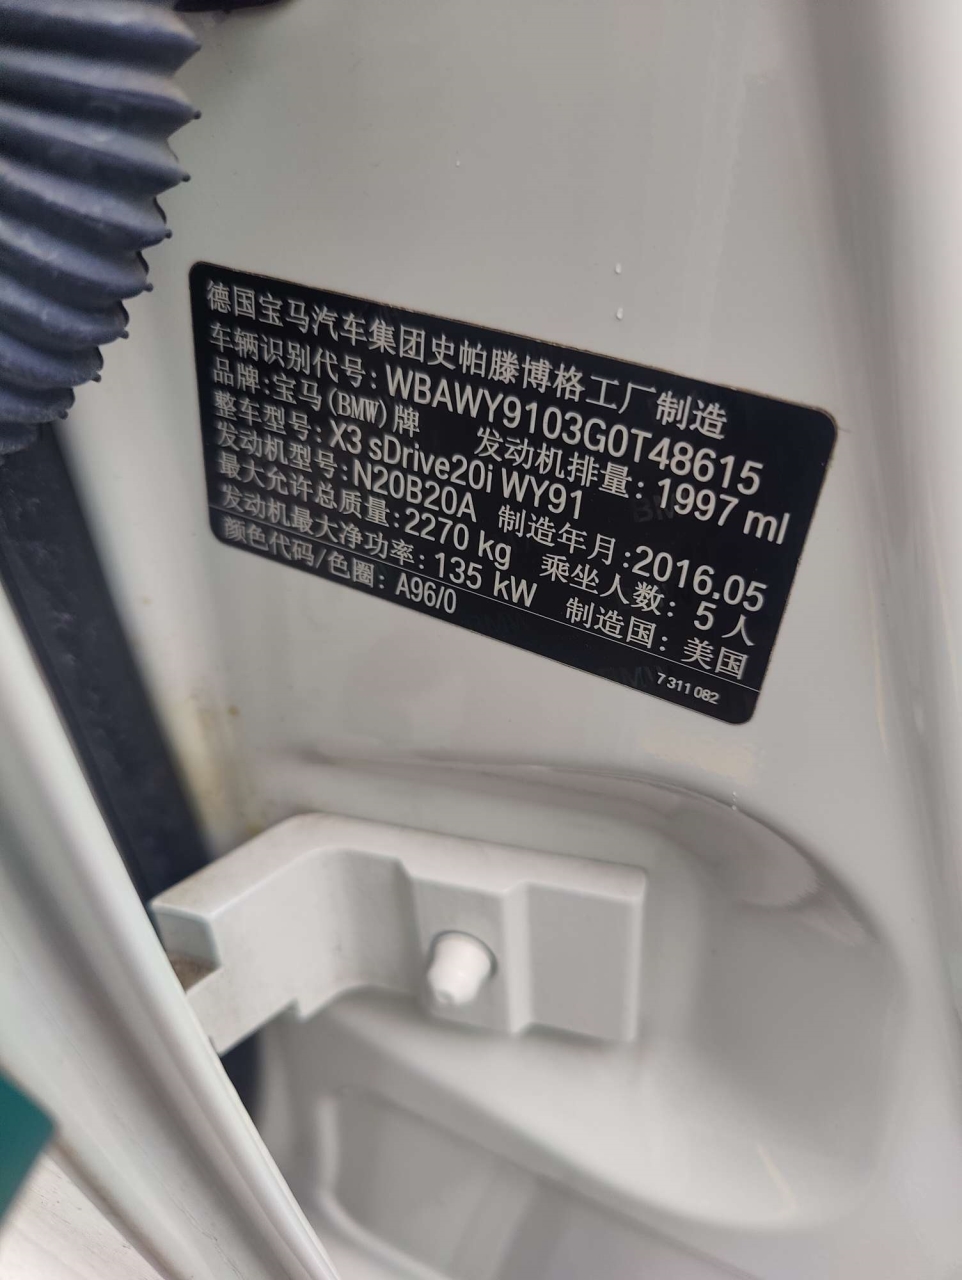 德国宝马汽车集团史帕滕博格工厂制造
车辆识别代号: WBAWY9103G0T48615
品牌:宝马(BMW)牌 发动机排量: 1997 ml
整车型号: X3 sDrive20i WY91
发动机型号: N20B20A 制造年月:2016.05
最大允许总质量:2270 kg 乘坐人数: 5 人
发动机最大净功率: 135 kW 制造国: 美国
颜色代码/色圈: A96/0
7 311 082